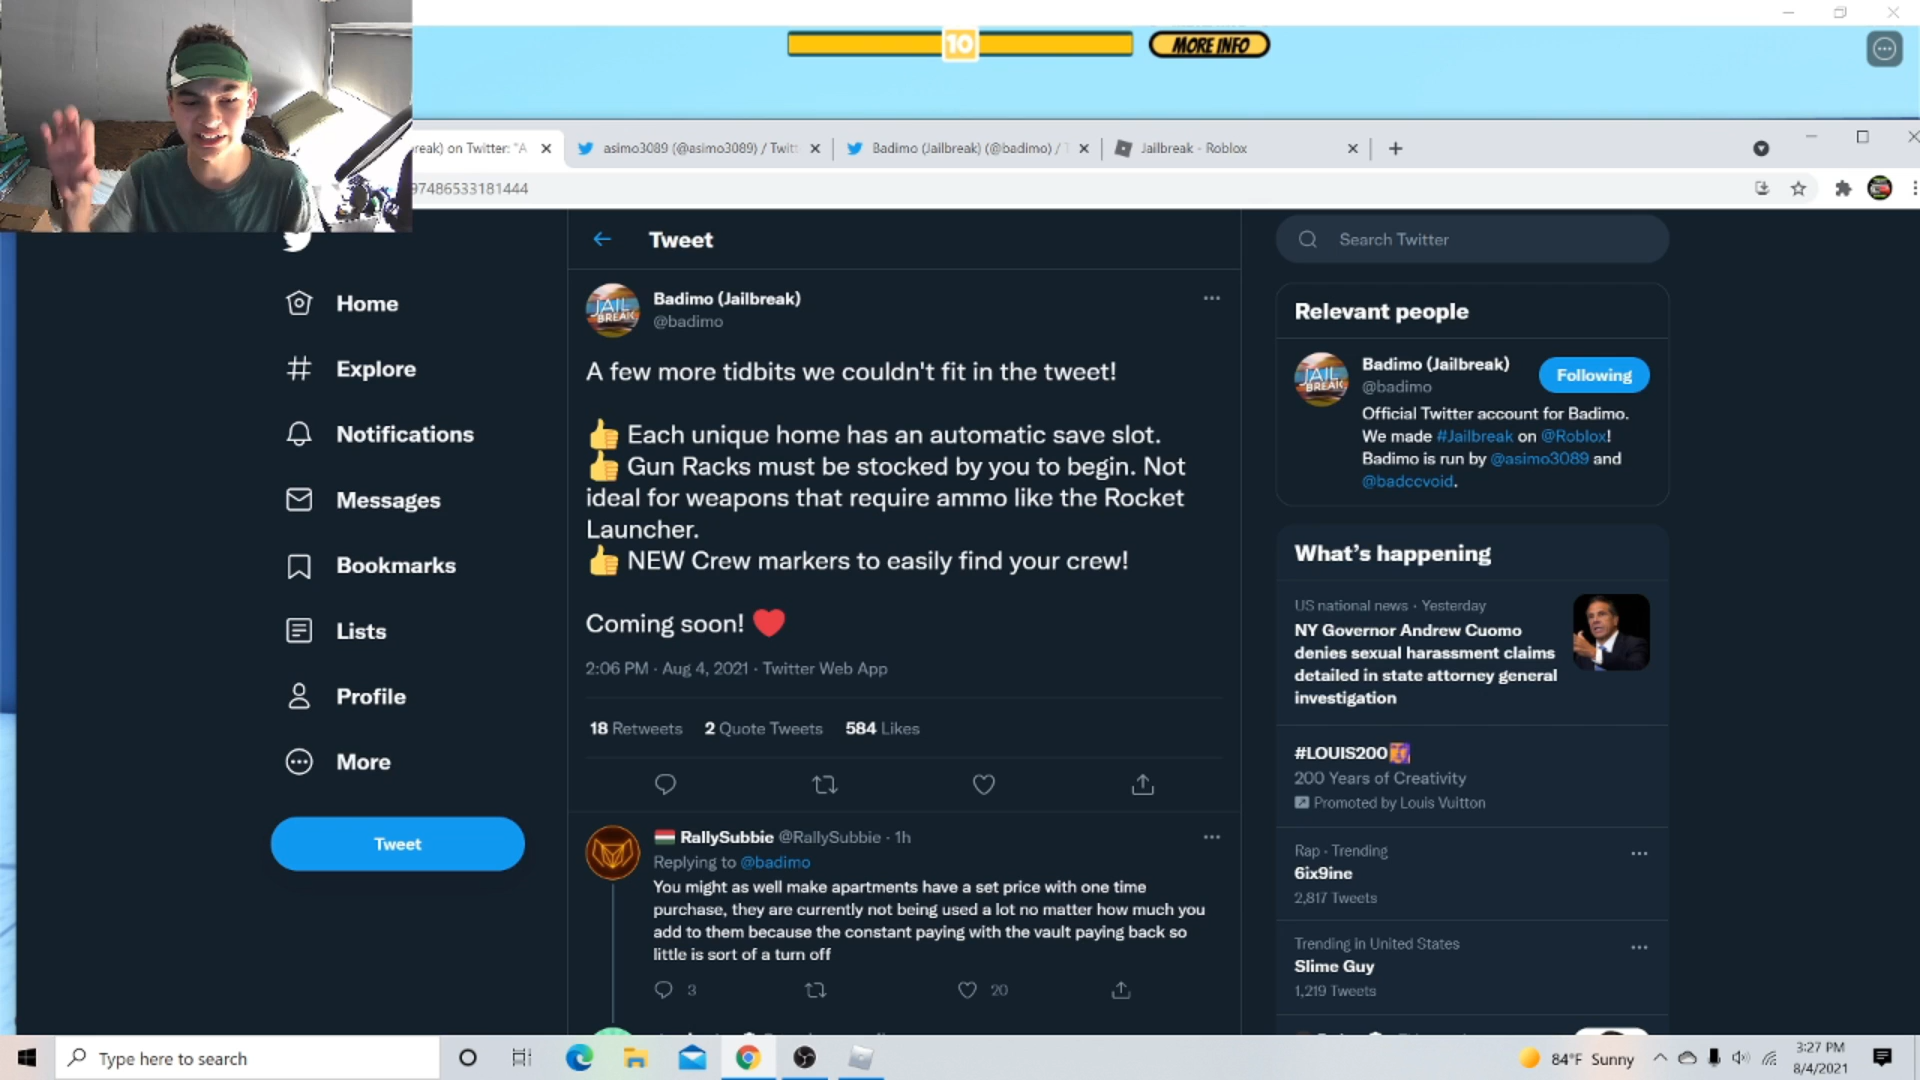 10
MORE INFO
reak) on Twitter: "A
asimo3089 (@asimo3089) / Twitt
Badimo (Jailbreak) (@badimo) / T
Jailbreak - Roblox
97486533181444
Home
Explore
Notifications
Messages
Bookmarks
Lists
Profile
More
Tweet
Tweet
JAIL
BREAK
Badimo (Jailbreak)
@badimo
A few more tidbits we couldn't fit in the tweet!
👍 Each unique home has an automatic save slot.
👍 Gun Racks must be stocked by you to begin. Not
ideal for weapons that require ammo like the Rocket
Launcher.
👍 NEW Crew markers to easily find your crew!
Coming soon! ❤️
2:06 PM · Aug 4, 2021 · Twitter Web App
18 Retweets 2 Quote Tweets 584 Likes
RallySubbie @RallySubbie · 1h
Replying to @badimo
You might as well make apartments have a set price with one time
purchase, they are currently not being used a lot no matter how much you
add to them because the constant paying with the vault paying back so
little is sort of a turn off
3
20
Search Twitter
Relevant people
JAIL
BREAK
Badimo (Jailbreak)
@badimo
Following
Official Twitter account for Badimo.
We made #Jailbreak on @Roblox!
Badimo is run by @asimo3089 and
@badccvoid.
What's happening
US national news · Yesterday
NY Governor Andrew Cuomo
denies sexual harassment claims
detailed in state attorney general
investigation
#LOUIS200
200 Years of Creativity
Promoted by Louis Vuitton
Rap · Trending
6ix9ine
2,817 Tweets
Trending in United States
Slime Guy
1,219 Tweets
Type here to search
84°F Sunny
3:27 PM
8/4/2021